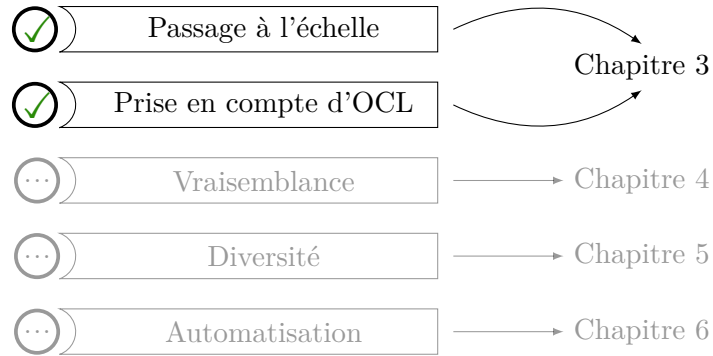 Passage à l'échelle
Chapitre 3
Prise en compte d'OCL
Vraisemblance
Chapitre 4
Diversité
Chapitre 5
Automatisation
Chapitre 6